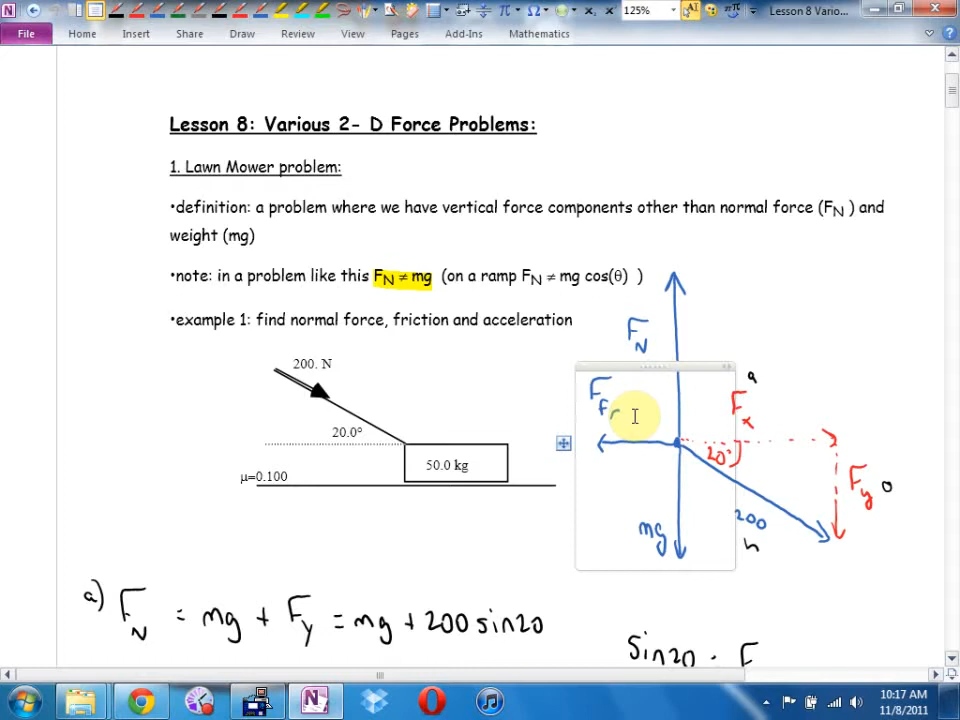 125%
Lesson 8 Vario...
File Home Insert Share Draw Review View Pages Add-Ins Mathematics
Lesson 8: Various 2- D Force Problems:
1. Lawn Mower problem:
•definition: a problem where we have vertical force components other than normal force (FN ) and
weight (mg)
•note: in a problem like this FN ≠ mg (on a ramp FN ≠ mg cos(θ) )
•example 1: find normal force, friction and acceleration
FN
200. N
a
Ffr
Fx
20.0°
20°
50.0 kg
μ=0.100
Fy o
200
mg
h
a) FN = mg + Fy = mg + 200 sin20
sin20 = F
10:17 AM
11/8/2011